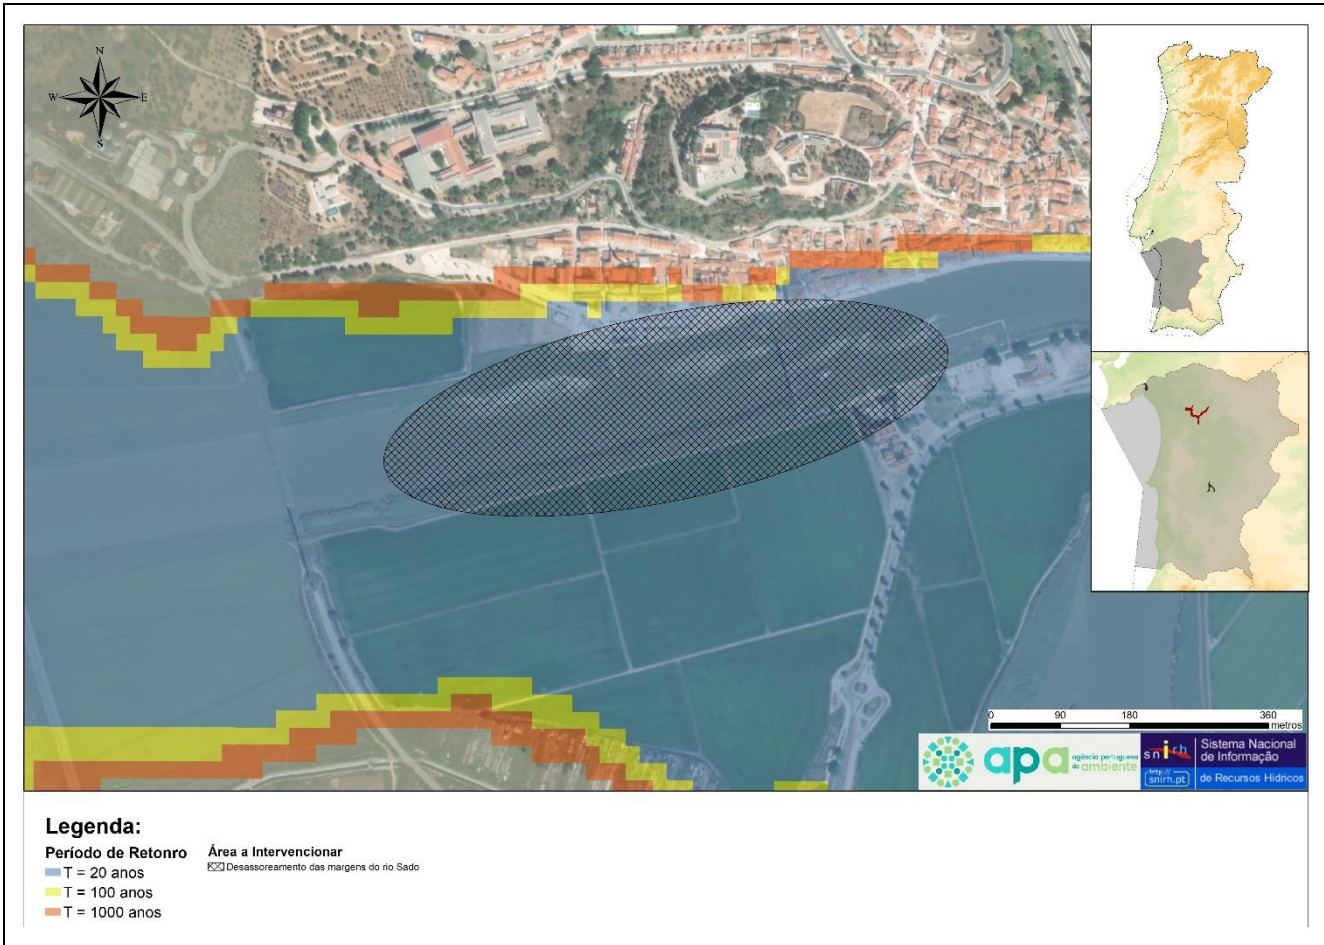 N
W E
S
0 90 180 360
metros
apa agência portuguesa
do ambiente
snirh
http://
snirh.pt
Sistema Nacional
de Informação
de Recursos Hídricos
Legenda:
Período de Retonro
T = 20 anos
T = 100 anos
T = 1000 anos
Área a Intervencionar
Desassoreamento das margens do rio Sado